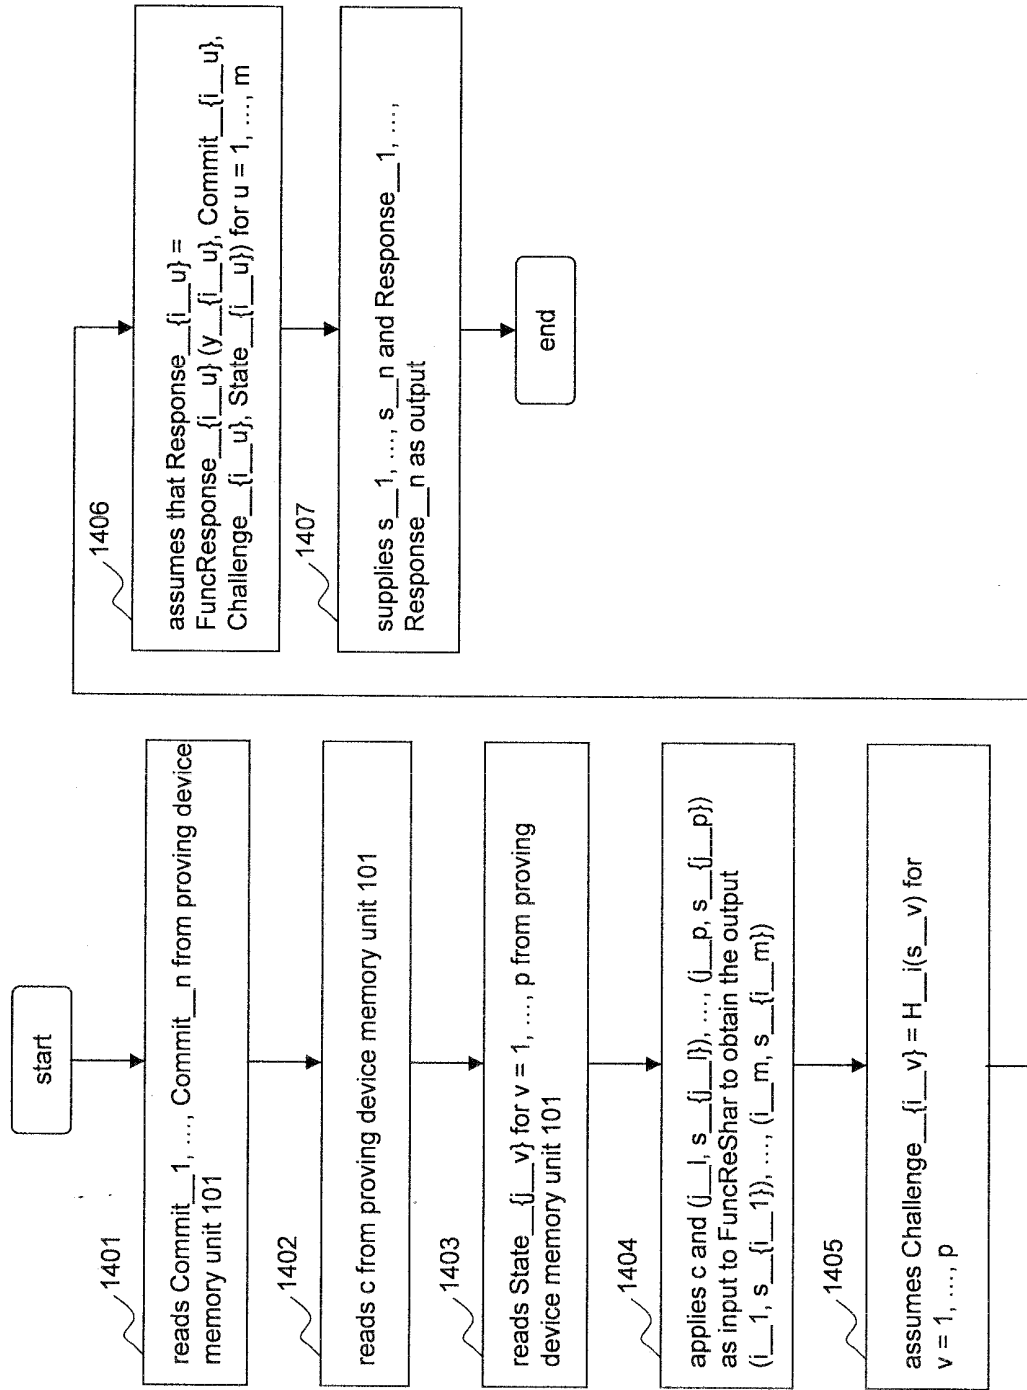 start
1401
reads Commit__1, ..., Commit__n from proving device
memory unit 101
1402
reads c from proving device memory unit 101
1403
reads State__{j__v} for v = 1, ..., p from proving
device memory unit 101
1404
applies c and (j__l, s__{j__l}), ..., (j__p, s__{j__p})
as input to FuncReShar to obtain the output
(i__1, s__{i__1}), ..., (i__m, s__{i__m})
1405
assumes Challenge__{i__v} = H__i(s__v) for
v = 1, ..., p
1406
assumes that Response__{i__u} =
FuncResponse__{i__u} (y__{i__u}, Commit__{i__u},
Challenge__{i__u}, State__{i__u}) for u = 1, ..., m
1407
supplies s__1, ..., s__n and Response__1, ...,
Response__n as output
end